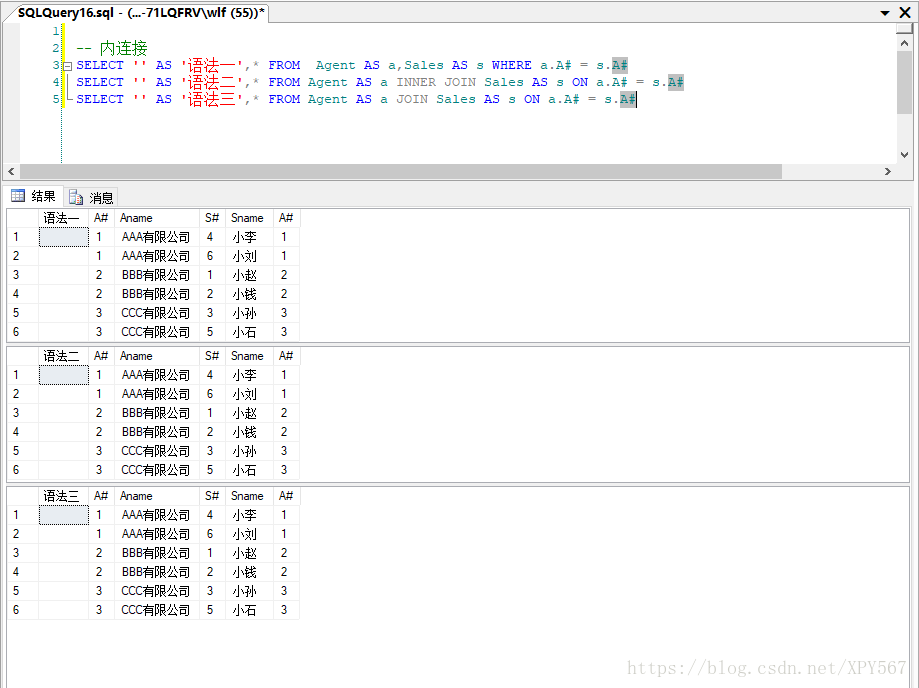 SQLQuery16.sql - (...-71LQFRV\wlf (55))*
1
2 -- 内连接
3 SELECT '' AS '语法一',* FROM  Agent AS a,Sales AS s WHERE a.A# = s.A#
4 SELECT '' AS '语法二',* FROM Agent AS a INNER JOIN Sales AS s ON a.A# = s.A#
5 SELECT '' AS '语法三',* FROM Agent AS a JOIN Sales AS s ON a.A# = s.A#
结果 消息
语法一 A# Aname S# Sname A#
1 1 AAA有限公司 4 小李 1
2 1 AAA有限公司 6 小刘 1
3 2 BBB有限公司 1 小赵 2
4 2 BBB有限公司 2 小钱 2
5 3 CCC有限公司 3 小孙 3
6 3 CCC有限公司 5 小石 3
语法二 A# Aname S# Sname A#
1 1 AAA有限公司 4 小李 1
2 1 AAA有限公司 6 小刘 1
3 2 BBB有限公司 1 小赵 2
4 2 BBB有限公司 2 小钱 2
5 3 CCC有限公司 3 小孙 3
6 3 CCC有限公司 5 小石 3
语法三 A# Aname S# Sname A#
1 1 AAA有限公司 4 小李 1
2 1 AAA有限公司 6 小刘 1
3 2 BBB有限公司 1 小赵 2
4 2 BBB有限公司 2 小钱 2
5 3 CCC有限公司 3 小孙 3
6 3 CCC有限公司 5 小石 3
https://blog.csdn.net/XPY567